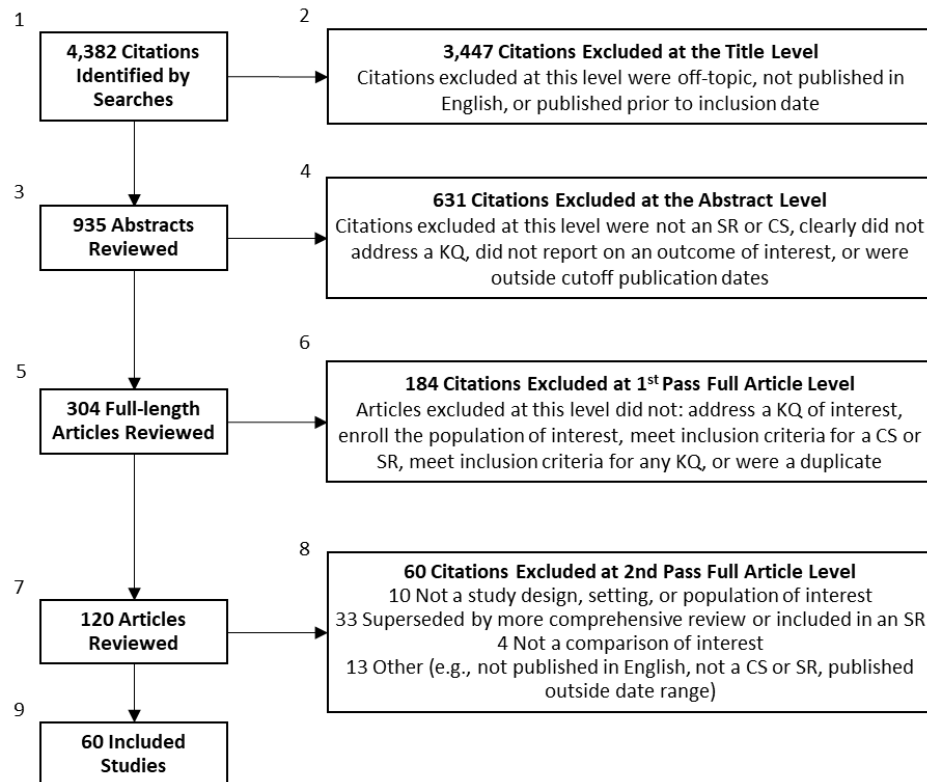 1
4,382 Citations
Identified by
Searches
2
3,447 Citations Excluded at the Title Level
Citations excluded at this level were off-topic, not published in
English, or published prior to inclusion date
3
935 Abstracts
Reviewed
4
631 Citations Excluded at the Abstract Level
Citations excluded at this level were not an SR or CS, clearly did not
address a KQ, did not report on an outcome of interest, or were
outside cutoff publication dates
5
304 Full-length
Articles Reviewed
6
184 Citations Excluded at 1st Pass Full Article Level
Articles excluded at this level did not: address a KQ of interest,
enroll the population of interest, meet inclusion criteria for a CS or
SR, meet inclusion criteria for any KQ, or were a duplicate
7
120 Articles
Reviewed
8
60 Citations Excluded at 2nd Pass Full Article Level
10 Not a study design, setting, or population of interest
33 Superseded by more comprehensive review or included in an SR
4 Not a comparison of interest
13 Other (e.g., not published in English, not a CS or SR, published
outside date range)
9
60 Included
Studies